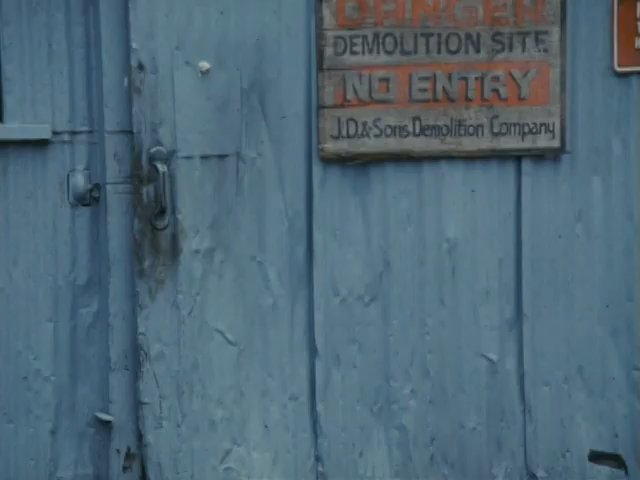 DANGER
DEMOLITION SITE
NO ENTRY
J.D.& Sons Demolition Company